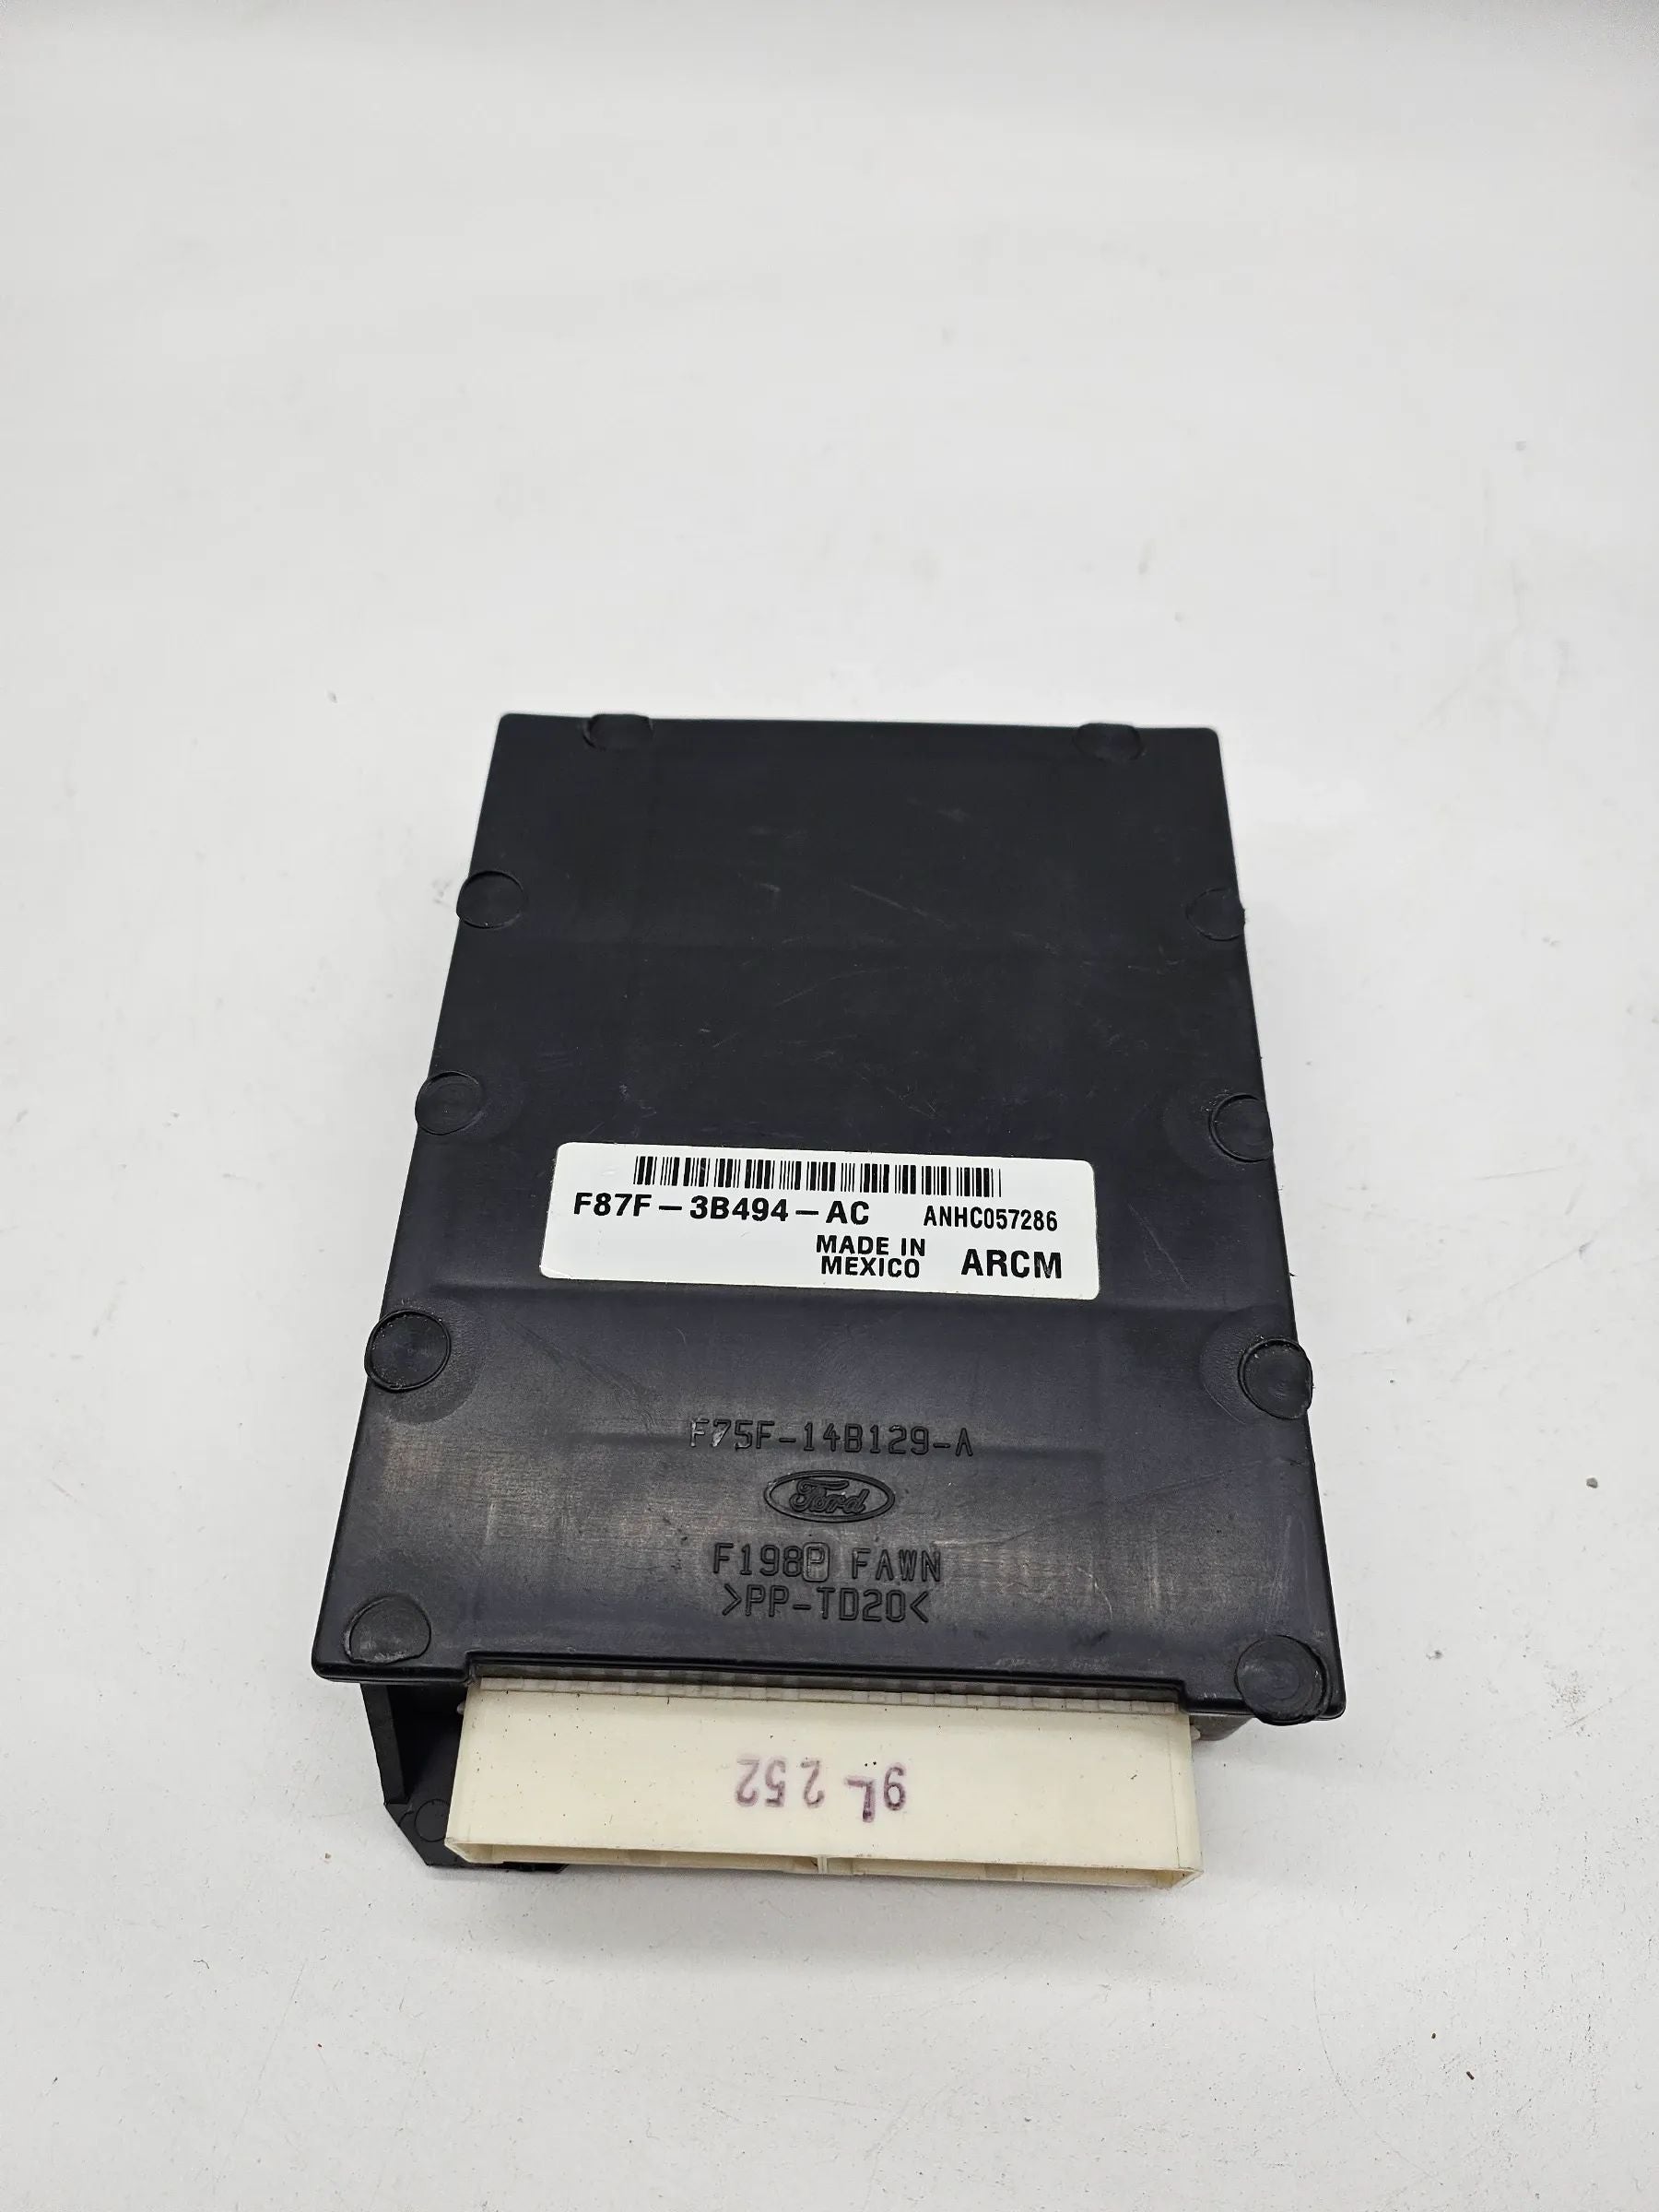 F87F-3B494-AC ANHC057286
MADE IN
MEXICO ARCM
F75F-14B129-A
Ford
F198P FAWN
>PP-TD20<
9L 252